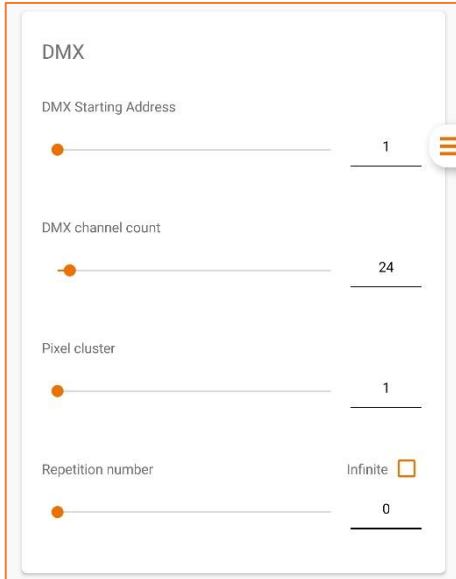 DMX
DMX Starting Address
1
DMX channel count
24
Pixel cluster
1
Repetition number Infinite
0